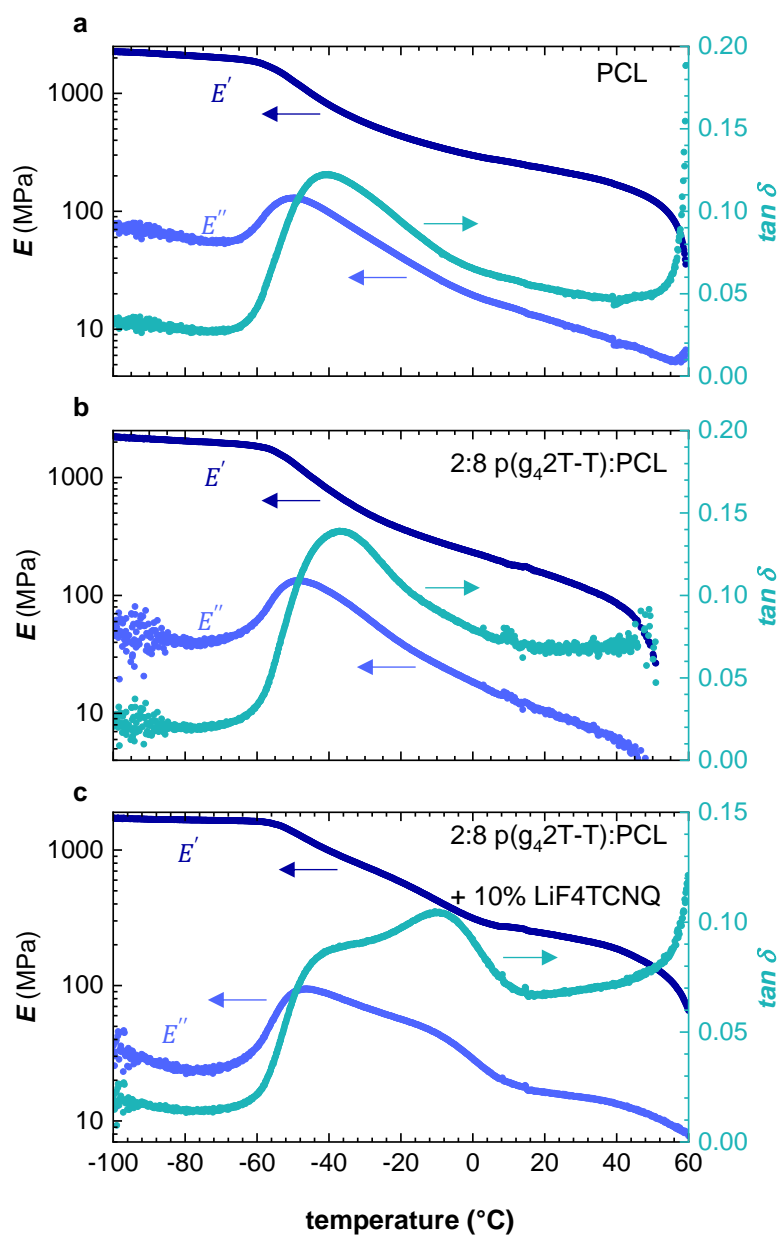 a
PCL
E′
E″
E (MPa)
1000
100
10
0.20
0.15
0.10
0.05
0.00
tan δ
b
2:8 p(g₄2T-T):PCL
E′
E″
E (MPa)
1000
100
10
0.20
0.15
0.10
0.05
0.00
tan δ
c
2:8 p(g₄2T-T):PCL
+ 10% LiF4TCNQ
E′
E″
E (MPa)
1000
100
10
0.15
0.10
0.05
0.00
tan δ
-100 -80 -60 -40 -20 0 20 40 60
temperature (°C)